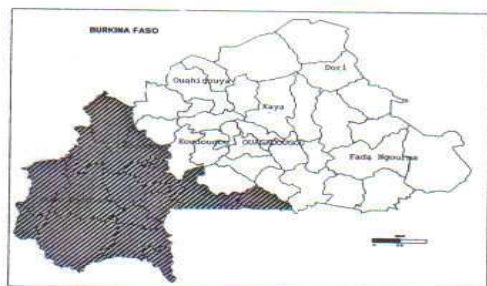 BURKINA FASO
Dori
Ouahigouya
Kaya
Koudougou
OUAGADOUGOU
Fada Ngourma